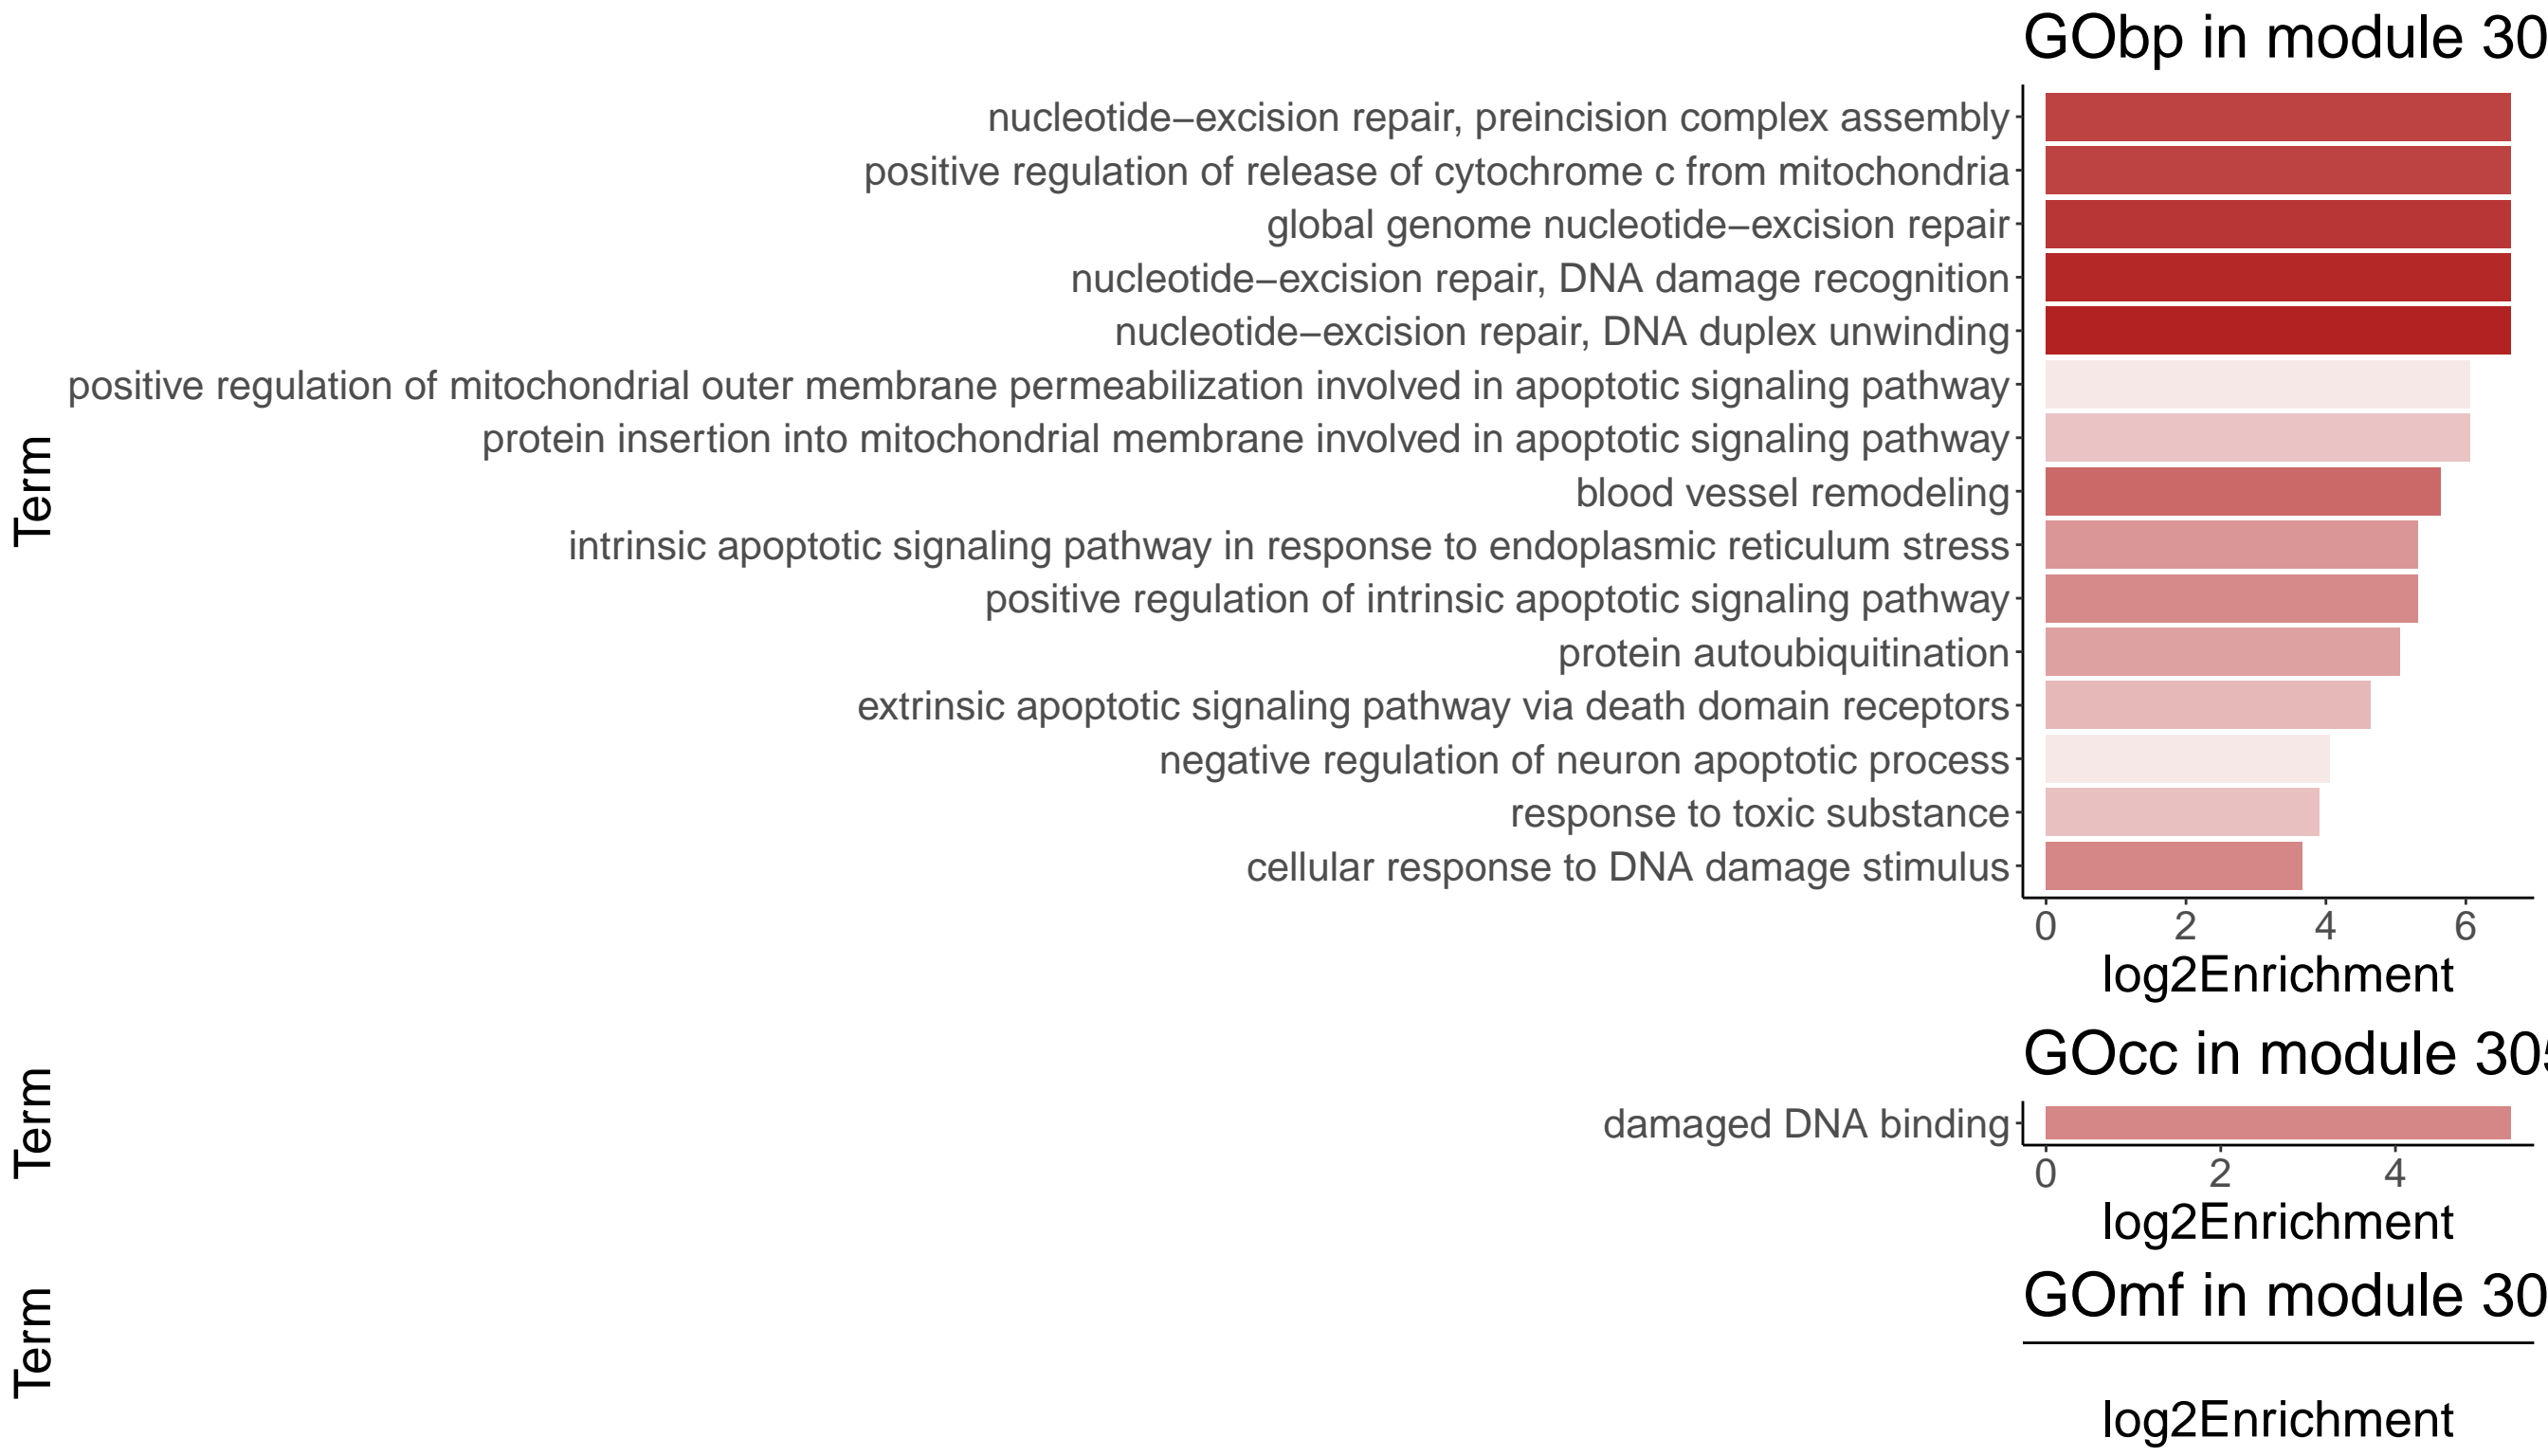 GObp in module 30
nucleotide−excision repair, preincision complex assembly
positive regulation of release of cytochrome c from mitochondria
global genome nucleotide−excision repair
nucleotide−excision repair, DNA damage recognition
nucleotide−excision repair, DNA duplex unwinding
positive regulation of mitochondrial outer membrane permeabilization involved in apoptotic signaling pathway
protein insertion into mitochondrial membrane involved in apoptotic signaling pathway
blood vessel remodeling
intrinsic apoptotic signaling pathway in response to endoplasmic reticulum stress
positive regulation of intrinsic apoptotic signaling pathway
protein autoubiquitination
extrinsic apoptotic signaling pathway via death domain receptors
negative regulation of neuron apoptotic process
response to toxic substance
cellular response to DNA damage stimulus
Term
0 2 4 6
log2Enrichment
GOcc in module 305
damaged DNA binding
Term
0 2 4
log2Enrichment
GOmf in module 30
Term
log2Enrichment